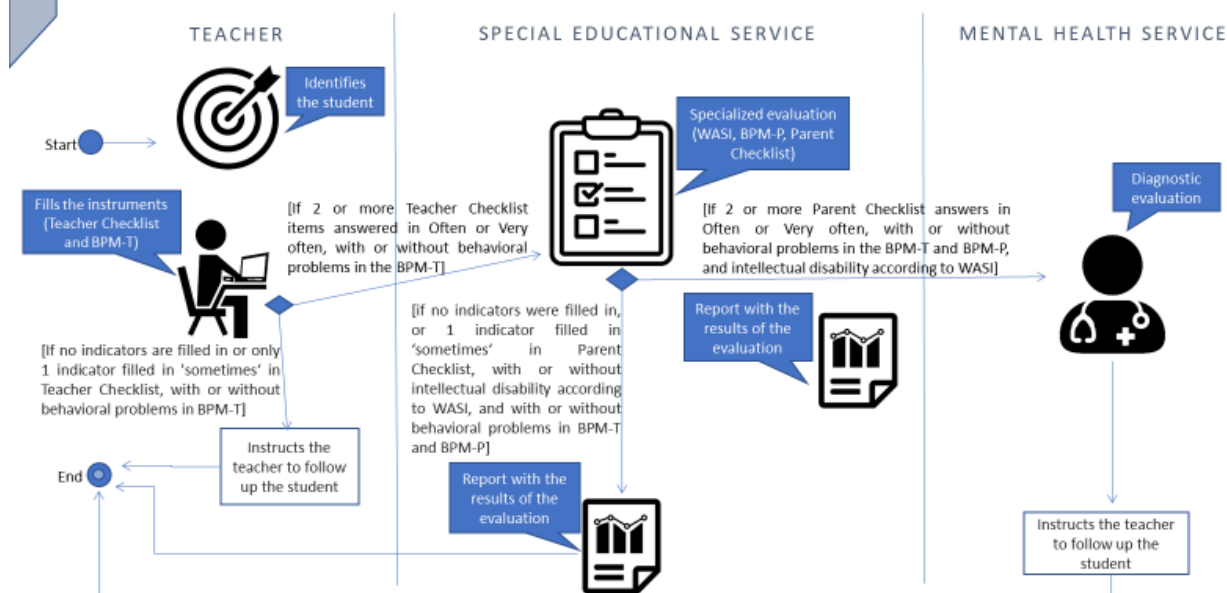 TEACHER
SPECIAL EDUCATIONAL SERVICE
MENTAL HEALTH SERVICE
Identifies
the student
Start
Specialized evaluation
(WASI, BPM-P, Parent
Checklist)
Diagnostic
evaluation
Fills the instruments
(Teacher Checklist
and BPM-T)
[If 2 or more Teacher Checklist
items answered in Often or Very
often, with or without behavioral
problems in the BPM-T]
[If 2 or more Parent Checklist answers in
Often or Very often, with or without
behavioral problems in the BPM-T and BPM-P,
and intellectual disability according to WASI]
[If no indicators are filled in or only
1 indicator filled in 'sometimes' in
Teacher Checklist, with or without
behavioral problems in BPM-T]
[if no indicators were filled in,
or 1 indicator filled in
'sometimes' in Parent
Checklist, with or without
intellectual disability according
to WASI, and with or without
behavioral problems in BPM-T
and BPM-P]
Report with the
results of the
evaluation
Instructs the
teacher to follow
up the student
End
Report with the
results of the
evaluation
Instructs the teacher
to follow up the
student